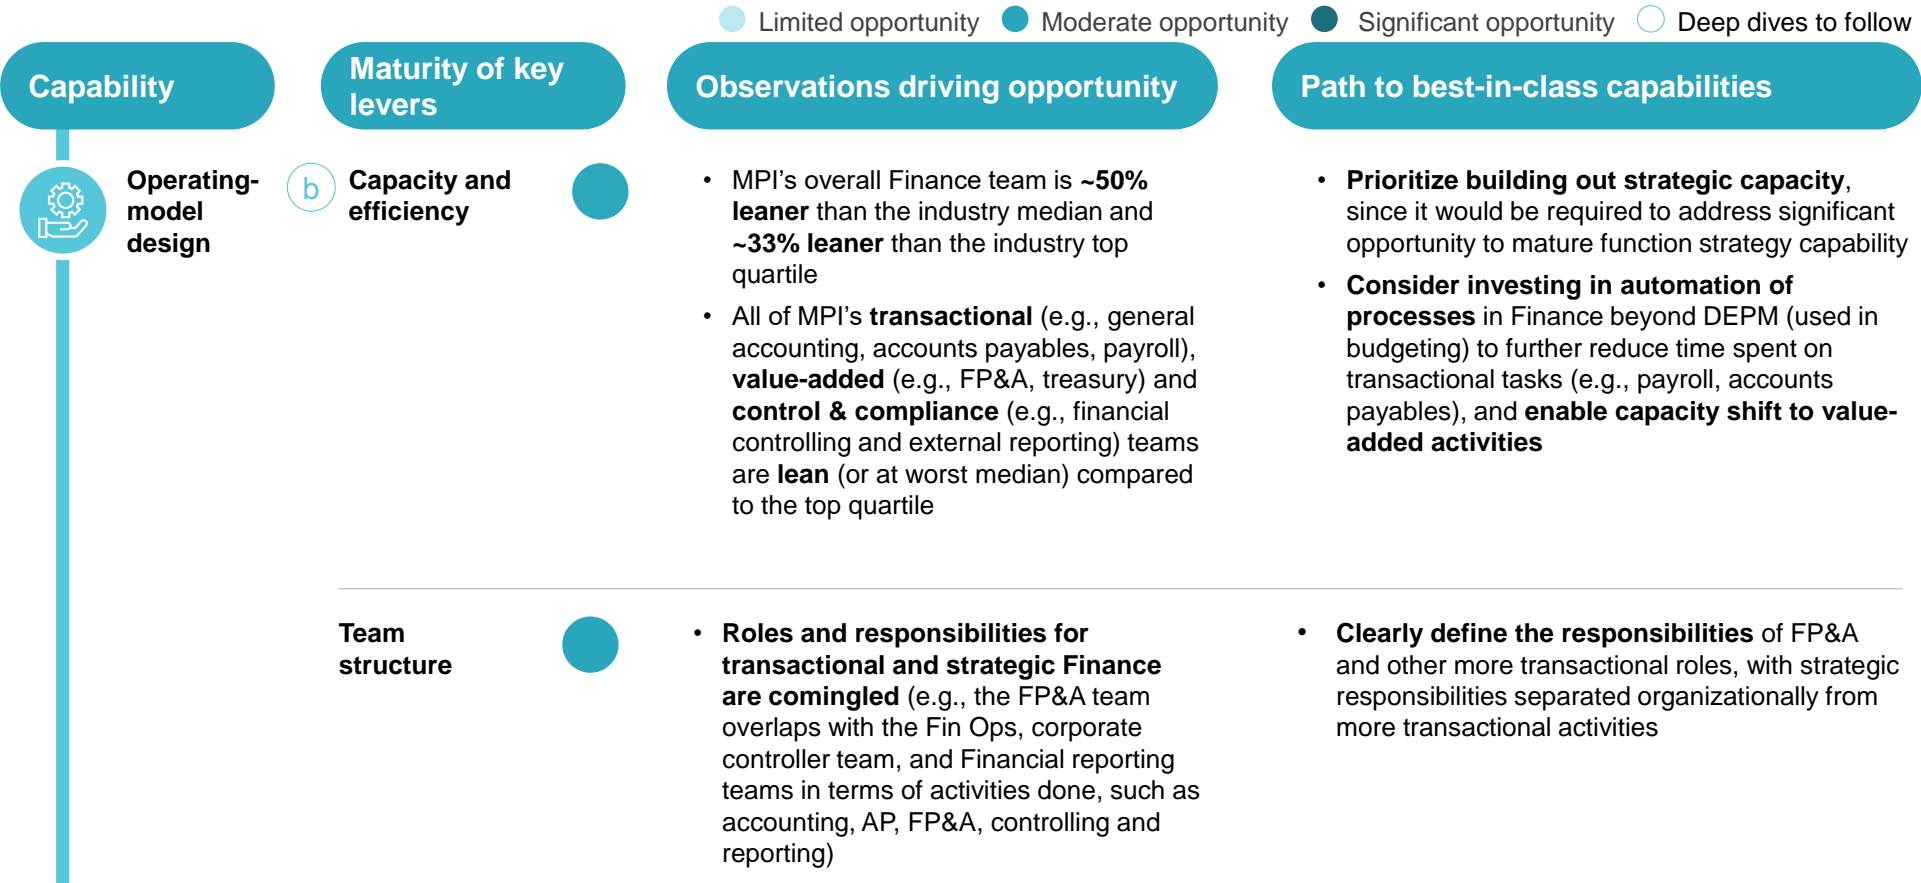 Limited opportunity Moderate opportunity Significant opportunity Deep dives to follow
Capability
Maturity of key
levers
Observations driving opportunity
Path to best-in-class capabilities
Operating-
model
design
b
Capacity and
efficiency
• MPI's overall Finance team is ~50%
leaner than the industry median and
~33% leaner than the industry top
quartile
• All of MPI's transactional (e.g., general
accounting, accounts payables, payroll),
value-added (e.g., FP&A, treasury) and
control & compliance (e.g., financial
controlling and external reporting) teams
are lean (or at worst median) compared
to the top quartile
• Prioritize building out strategic capacity,
since it would be required to address significant
opportunity to mature function strategy capability
• Consider investing in automation of
processes in Finance beyond DEPM (used in
budgeting) to further reduce time spent on
transactional tasks (e.g., payroll, accounts
payables), and enable capacity shift to value-
added activities
Team
structure
• Roles and responsibilities for
transactional and strategic Finance
are comingled (e.g., the FP&A team
overlaps with the Fin Ops, corporate
controller team, and Financial reporting
teams in terms of activities done, such as
accounting, AP, FP&A, controlling and
reporting)
• Clearly define the responsibilities of FP&A
and other more transactional roles, with strategic
responsibilities separated organizationally from
more transactional activities